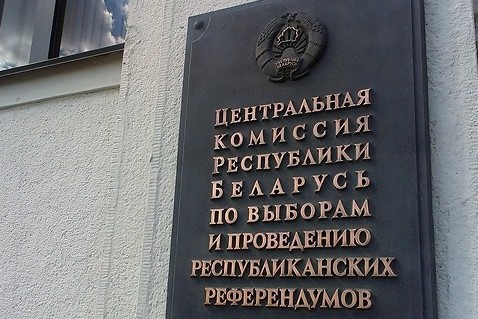 ЦЕНТРАЛЬНАЯ
КОМИССИЯ
РЕСПУБЛИКИ
БЕЛАРУСЬ
ПО ВЫБОРАМ
И ПРОВЕДЕНИЮ
РЕСПУБЛИКАНСКИХ
РЕФЕРЕНДУМОВ